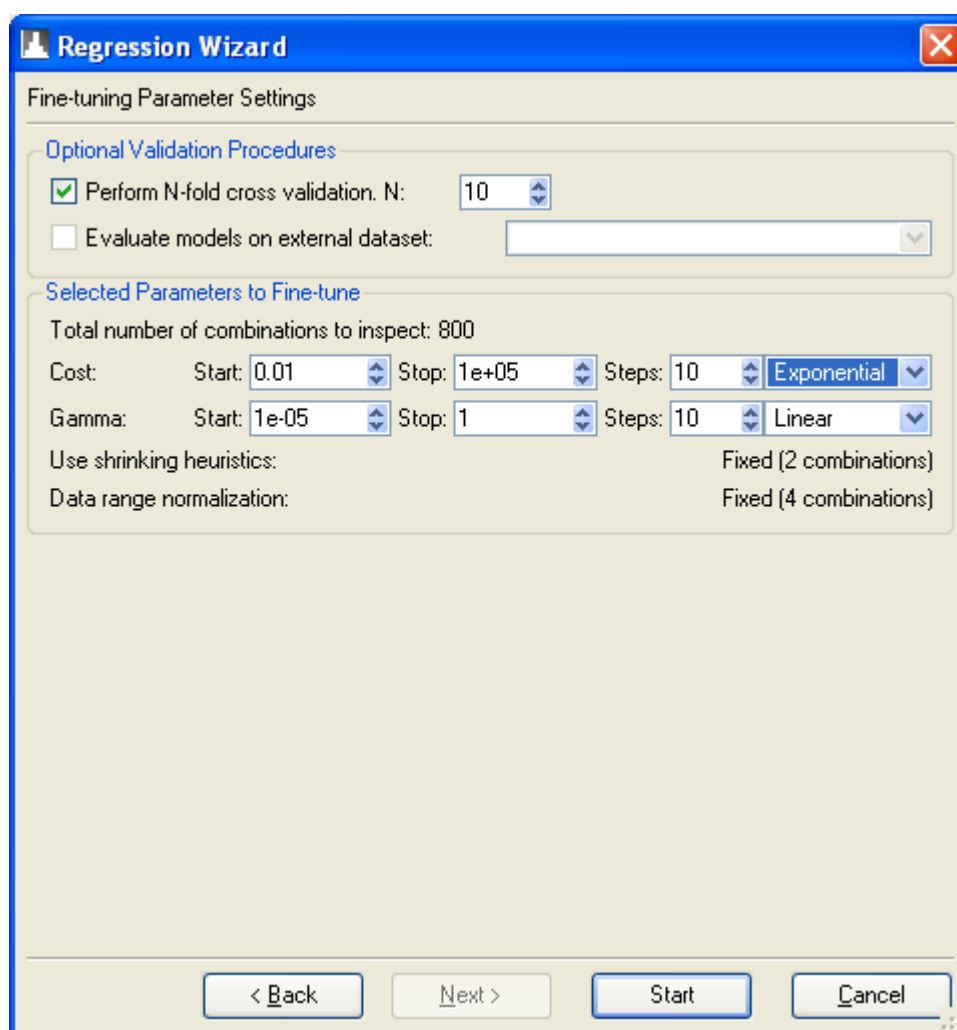 Regression Wizard
Fine-tuning Parameter Settings
Optional Validation Procedures
Perform N-fold cross validation. N: 10
Evaluate models on external dataset:
Selected Parameters to Fine-tune
Total number of combinations to inspect: 800
Cost: Start: 0.01 Stop: 1e+05 Steps: 10 Exponential
Gamma: Start: 1e-05 Stop: 1 Steps: 10 Linear
Use shrinking heuristics: Fixed (2 combinations)
Data range normalization: Fixed (4 combinations)
< Back Next > Start Cancel